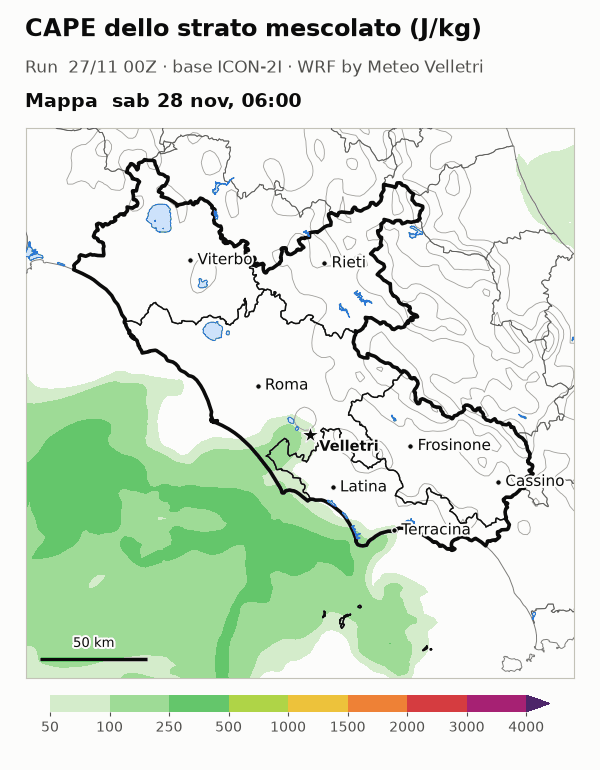 CAPE dello strato mescolato (J/kg)
Run  27/11 00Z · base ICON-2I · WRF by Meteo Velletri
Mappa  sab 28 nov, 06:00
Viterbo
Rieti
Roma
Velletri
Frosinone
Cassino
Latina
Terracina
50 km
50 100 250 500 1000 1500 2000 3000 4000